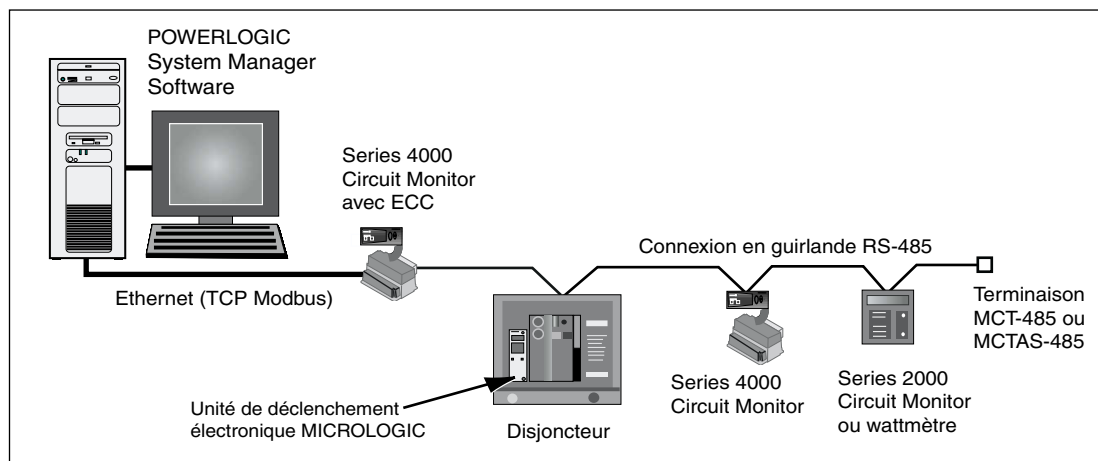 POWERLOGIC
System Manager
Software
Series 4000
Circuit Monitor
avec ECC
Connexion en guirlande RS-485
Ethernet (TCP Modbus)
Terminaison
MCT-485 ou
MCTAS-485
Series 4000
Circuit Monitor
Series 2000
Circuit Monitor
ou wattmètre
Unité de déclenchement
électronique MICROLOGIC
Disjoncteur